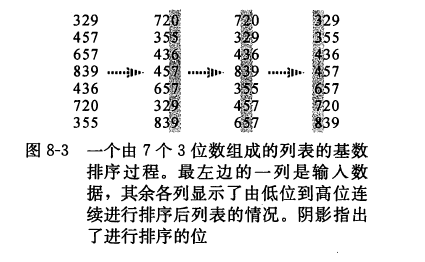 329 720 720 329
457 355 329 355
657 436 436 436
839 457 839 457
436 657 355 657
720 329 457 720
355 839 657 839
图 8-3 一个由 7 个 3 位数组成的列表的基数
排序过程。最左边的一列是输入数
据，其余各列显示了由低位到高位连
续进行排序后列表的情况。阴影指出
了进行排序的位